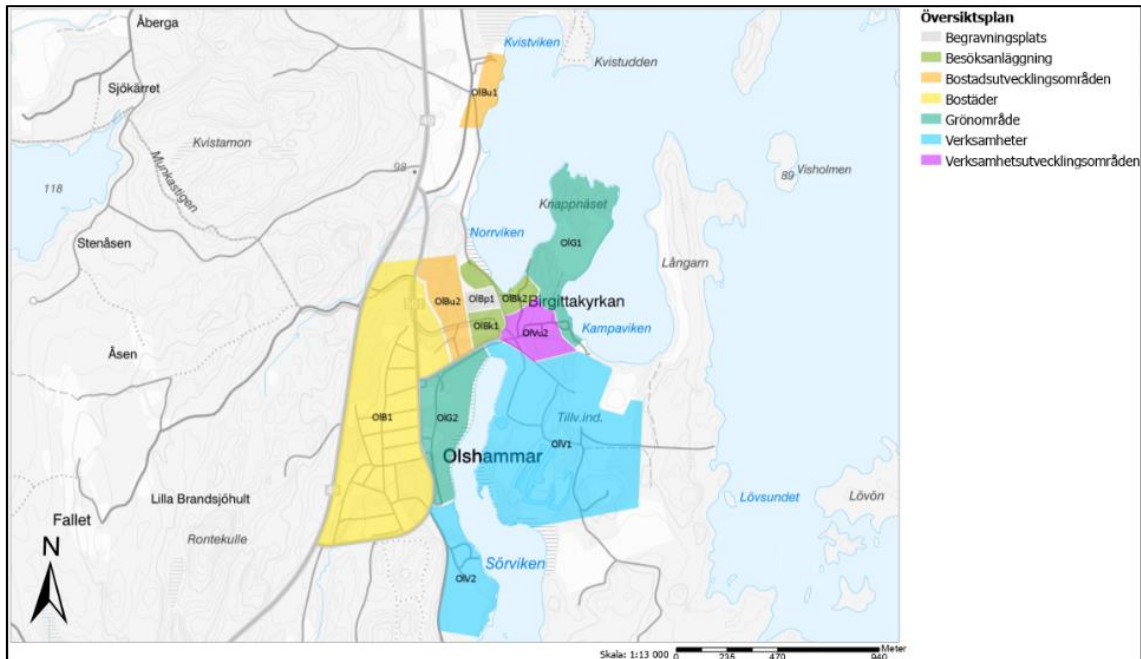 Översiktsplan
Begravningsplats
Besöksanläggning
Bostadsutvecklingsområden
Bostäder
Grönområde
Verksamheter
Verksamhetsutvecklingsområden
Åberga
Kvistviken
Kvistudden
Sjökärret
OlBu1
Kvistamon
Munkastigen
99
89
Visholmen
118
Knappnäset
Norrviken
Stenåsen
OlG1
Långarn
OlBu2
OlBp1
OlBk2
Birgittakyrkan
OlBk1
OlVu2
Kampaviken
Åsen
OlB1
OlG2
Tillv.ind.
OlV1
Olshammar
Lilla Brandsjöhult
Lövsundet
Lövön
Fallet
Rontekulle
N
Sörviken
OlV2
Skala: 1:13 000
0
235
470
940
Meter